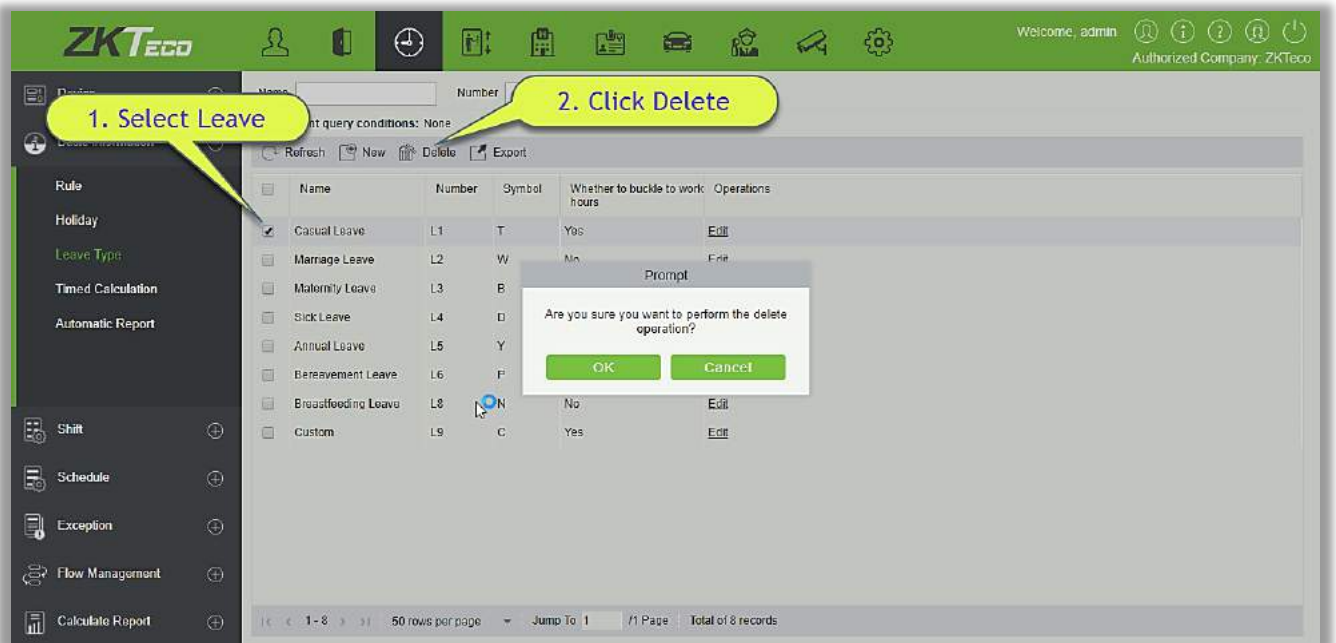 ZKTECO
Welcome, admin
Authorized Company: ZKTeco
Name
Number
1. Select Leave
2. Click Delete
query conditions: None
Refresh New Delete Export
Name Number Symbol Whether to buckle to work hours Operations
Rule
Holiday
Leave Type
Timed Calculation
Automatic Report
Casual Leave L1 T Yes Edit
Marriage Leave L2 W No Edit
Maternity Leave L3 B
Sick Leave L4 D
Annual Leave L5 Y
Bereavement Leave L6 F
Breastfeeding Leave L8 N No Edit
Custom L9 C Yes Edit
Prompt
Are you sure you want to perform the delete
operation?
OK Cancel
Shift
Schedule
Exception
Flow Management
Calculate Report
1-8 50 rows per page Jump To 1 /1 Page Total of 8 records